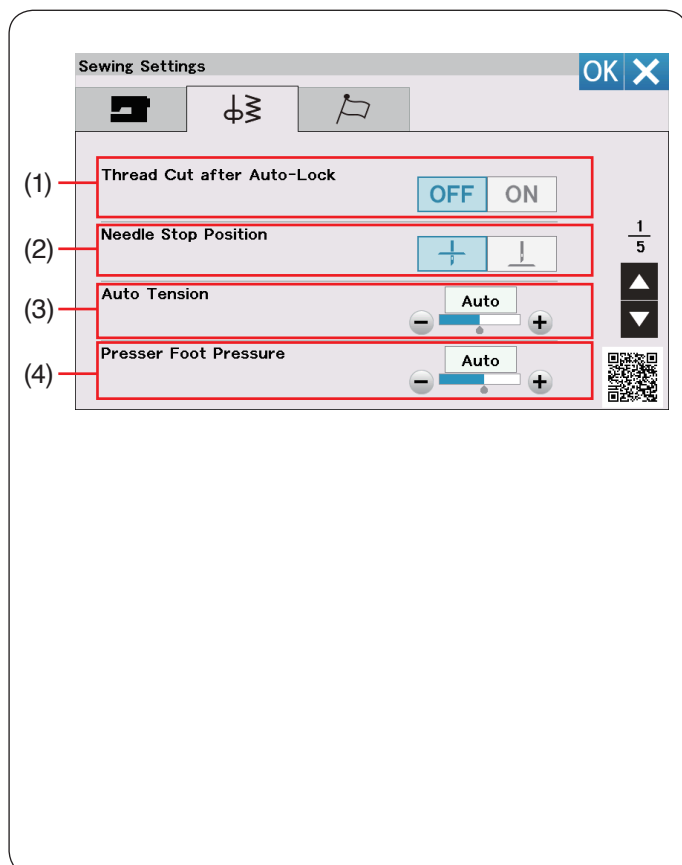 Sewing Settings
OK
(1)
Thread Cut after Auto-Lock
OFF ON
(2)
Needle Stop Position
1
5
(3)
Auto Tension
Auto
(4)
Presser Foot Pressure
Auto